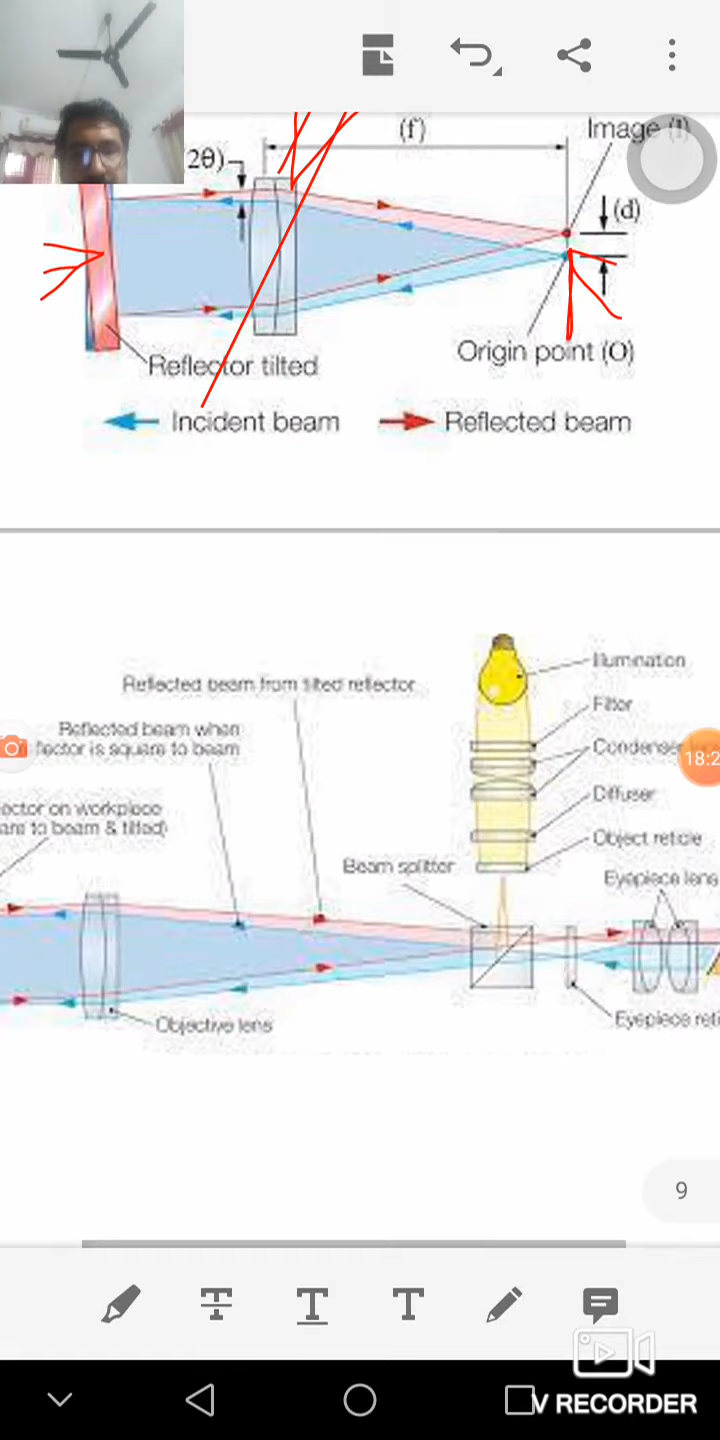 (f)
Image (I)
2θ)
(d)
Reflector tilted
Origin point (O)
Incident beam
Reflected beam
Illumination
Reflected beam from tilted reflector
Filter
Reflected beam when
flector is square to beam
Condenser
18:2
Diffuser
ector on workpiece
are to beam & tilted)
Object reticle
Beam splitter
Eyepiece lens
Objective lens
Eyepiece reti
9
T
T
T
V RECORDER